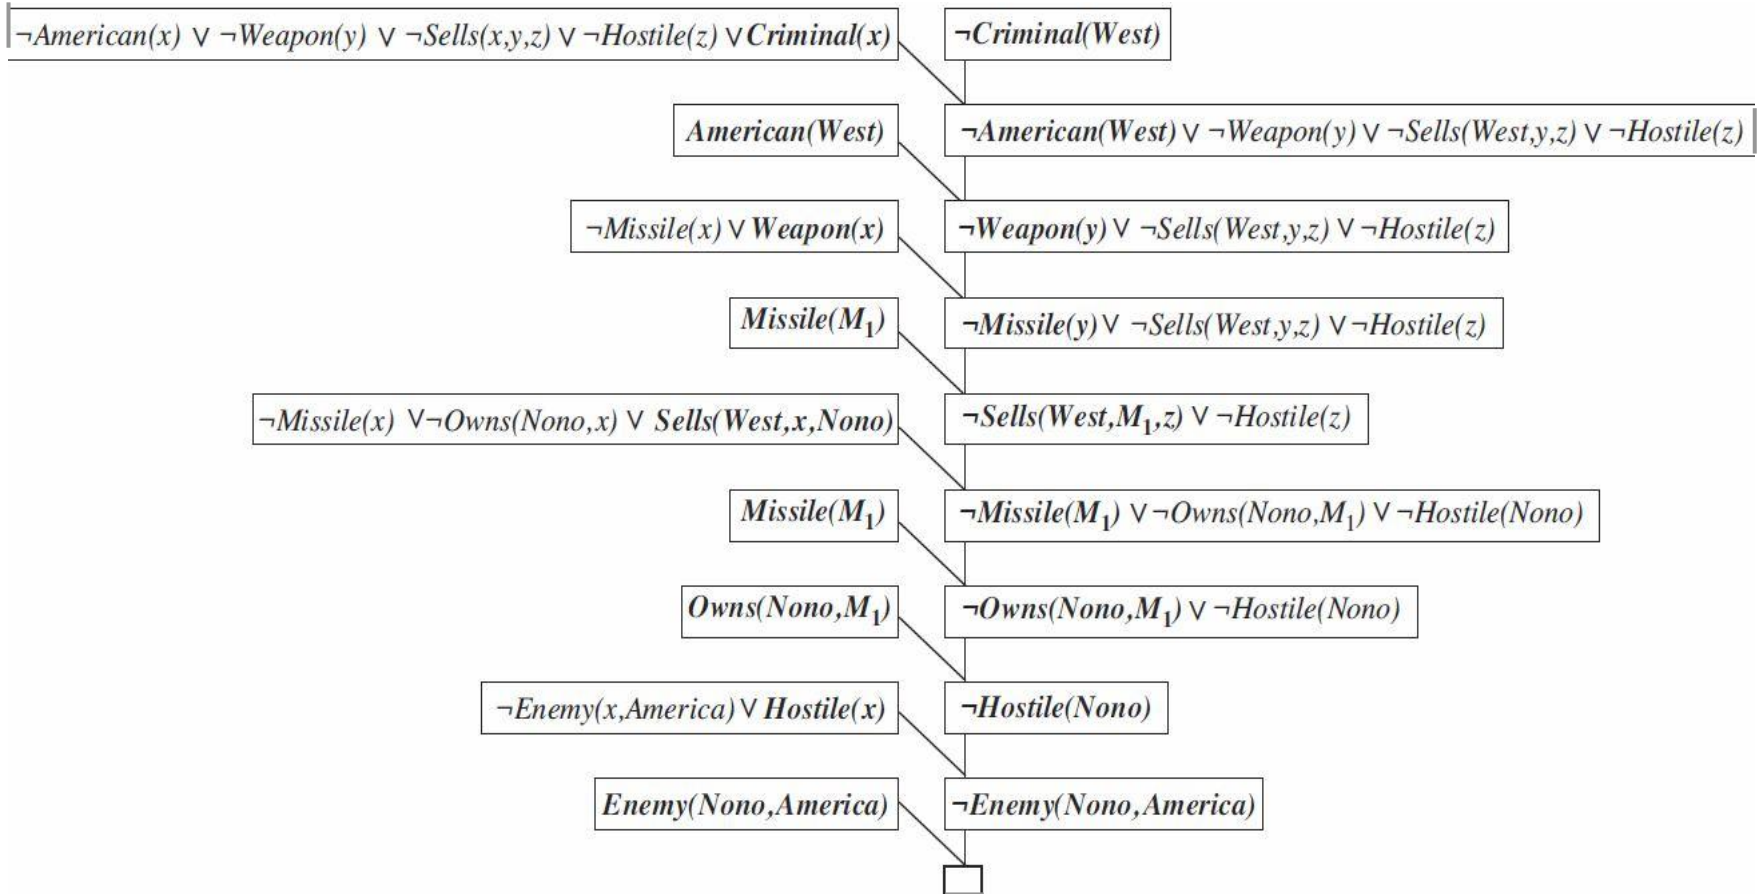 ¬American(x) ∨ ¬Weapon(y) ∨ ¬Sells(x,y,z) ∨ ¬Hostile(z) ∨Criminal(x) ¬Criminal(West)
American(West) ¬American(West) ∨ ¬Weapon(y) ∨ ¬Sells(West,y,z) ∨ ¬Hostile(z)
¬Missile(x) ∨ Weapon(x) ¬Weapon(y) ∨ ¬Sells(West,y,z) ∨ ¬Hostile(z)
Missile(M₁) ¬Missile(y) ∨ ¬Sells(West,y,z) ∨ ¬Hostile(z)
¬Missile(x) ∨¬Owns(Nono,x) ∨ Sells(West,x,Nono) ¬Sells(West,M₁,z) ∨ ¬Hostile(z)
Missile(M₁) ¬Missile(M₁) ∨ ¬Owns(Nono,M₁) ∨ ¬Hostile(Nono)
Owns(Nono,M₁) ¬Owns(Nono,M₁) ∨ ¬Hostile(Nono)
¬Enemy(x,America) ∨ Hostile(x) ¬Hostile(Nono)
Enemy(Nono,America) ¬Enemy(Nono,America)